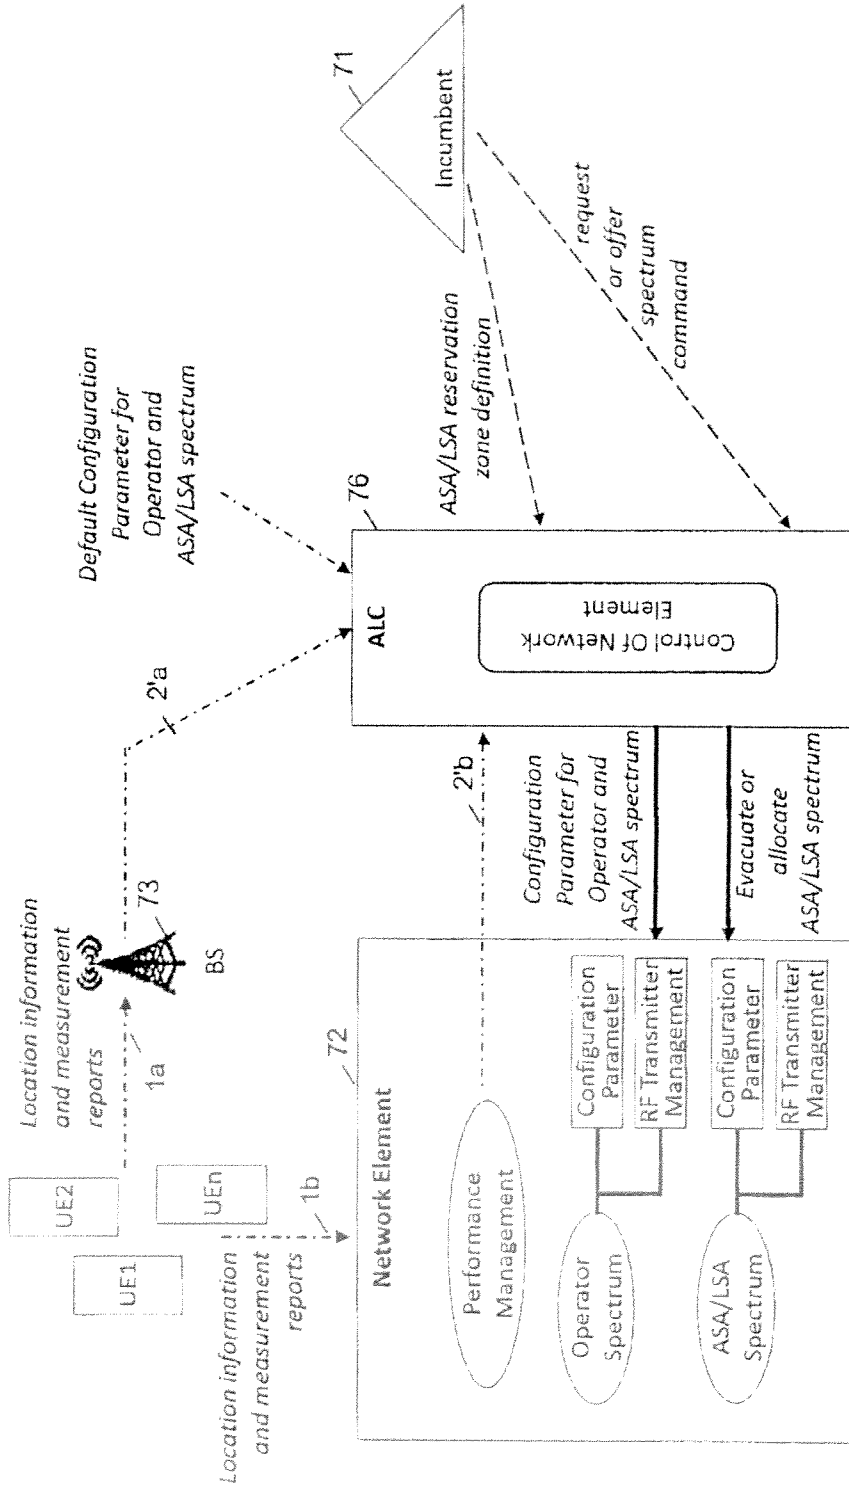 Location information
and measurement
reports
UE2
UE1
UEn
1a
73
BS
2'a
Default Configuration
Parameter for
Operator and
ASA/LSA spectrum
71
Incumbent
Location information
and measurement
reports
1b
72
Network Element
Performance
Management
Operator
Spectrum
Configuration
Parameter
RF Transmitter
Management
ASA/LSA
Spectrum
Configuration
Parameter
RF Transmitter
Management
2'b
Configuration
Parameter for
Operator and
ASA/LSA spectrum
Evacuate or
allocate
ASA/LSA spectrum
76
ALC
Control Of Network
Element
ASA/LSA reservation
zone definition
request
or offer
spectrum
command